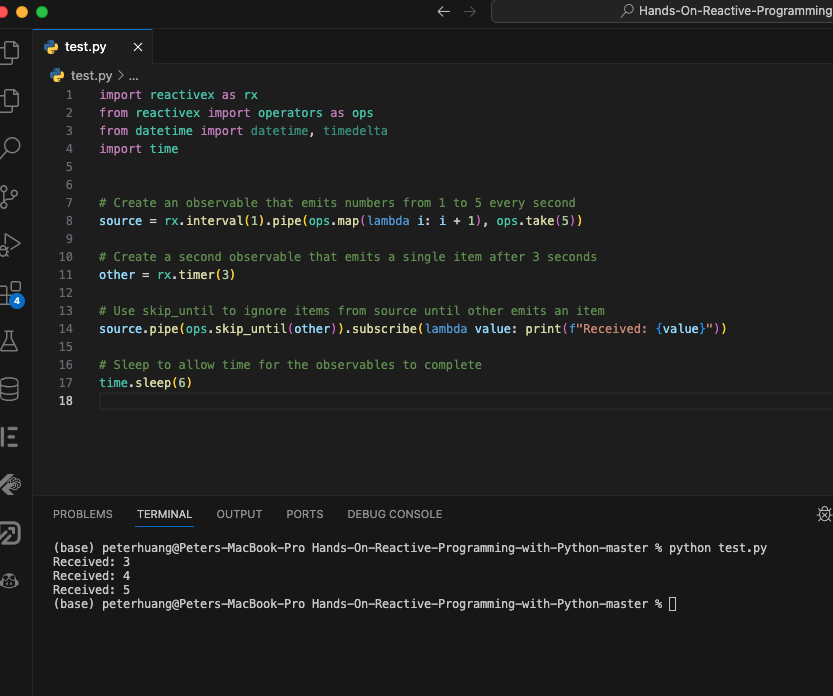 Hands-On-Reactive-Programming
test.py
test.py > ...
1 import reactivex as rx
2 from reactivex import operators as ops
3 from datetime import datetime, timedelta
4 import time
5
6
7 # Create an observable that emits numbers from 1 to 5 every second
8 source = rx.interval(1).pipe(ops.map(lambda i: i + 1), ops.take(5))
9
10 # Create a second observable that emits a single item after 3 seconds
11 other = rx.timer(3)
12
13 # Use skip_until to ignore items from source until other emits an item
14 source.pipe(ops.skip_until(other)).subscribe(lambda value: print(f"Received: {value}"))
15
16 # Sleep to allow time for the observables to complete
17 time.sleep(6)
18
4
PROBLEMS TERMINAL OUTPUT PORTS DEBUG CONSOLE
(base) peterhuang@Peters-MacBook-Pro Hands-On-Reactive-Programming-with-Python-master % python test.py
Received: 3
Received: 4
Received: 5
(base) peterhuang@Peters-MacBook-Pro Hands-On-Reactive-Programming-with-Python-master %